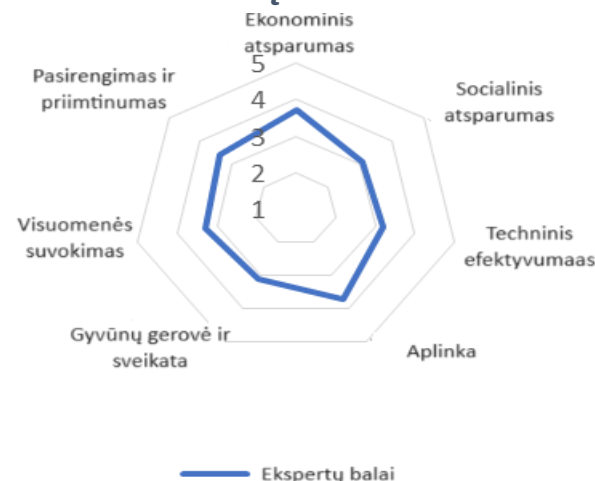 Ekonominis
atsparumas
5
4
3
2
1
Pasirengimas ir
priimtinumas
Socialinis
atsparumas
Visuomenės
suvokimas
Techninis
efektyvumaas
Gyvūnų gerovė ir
sveikata
Aplinka
Ekspertų balai